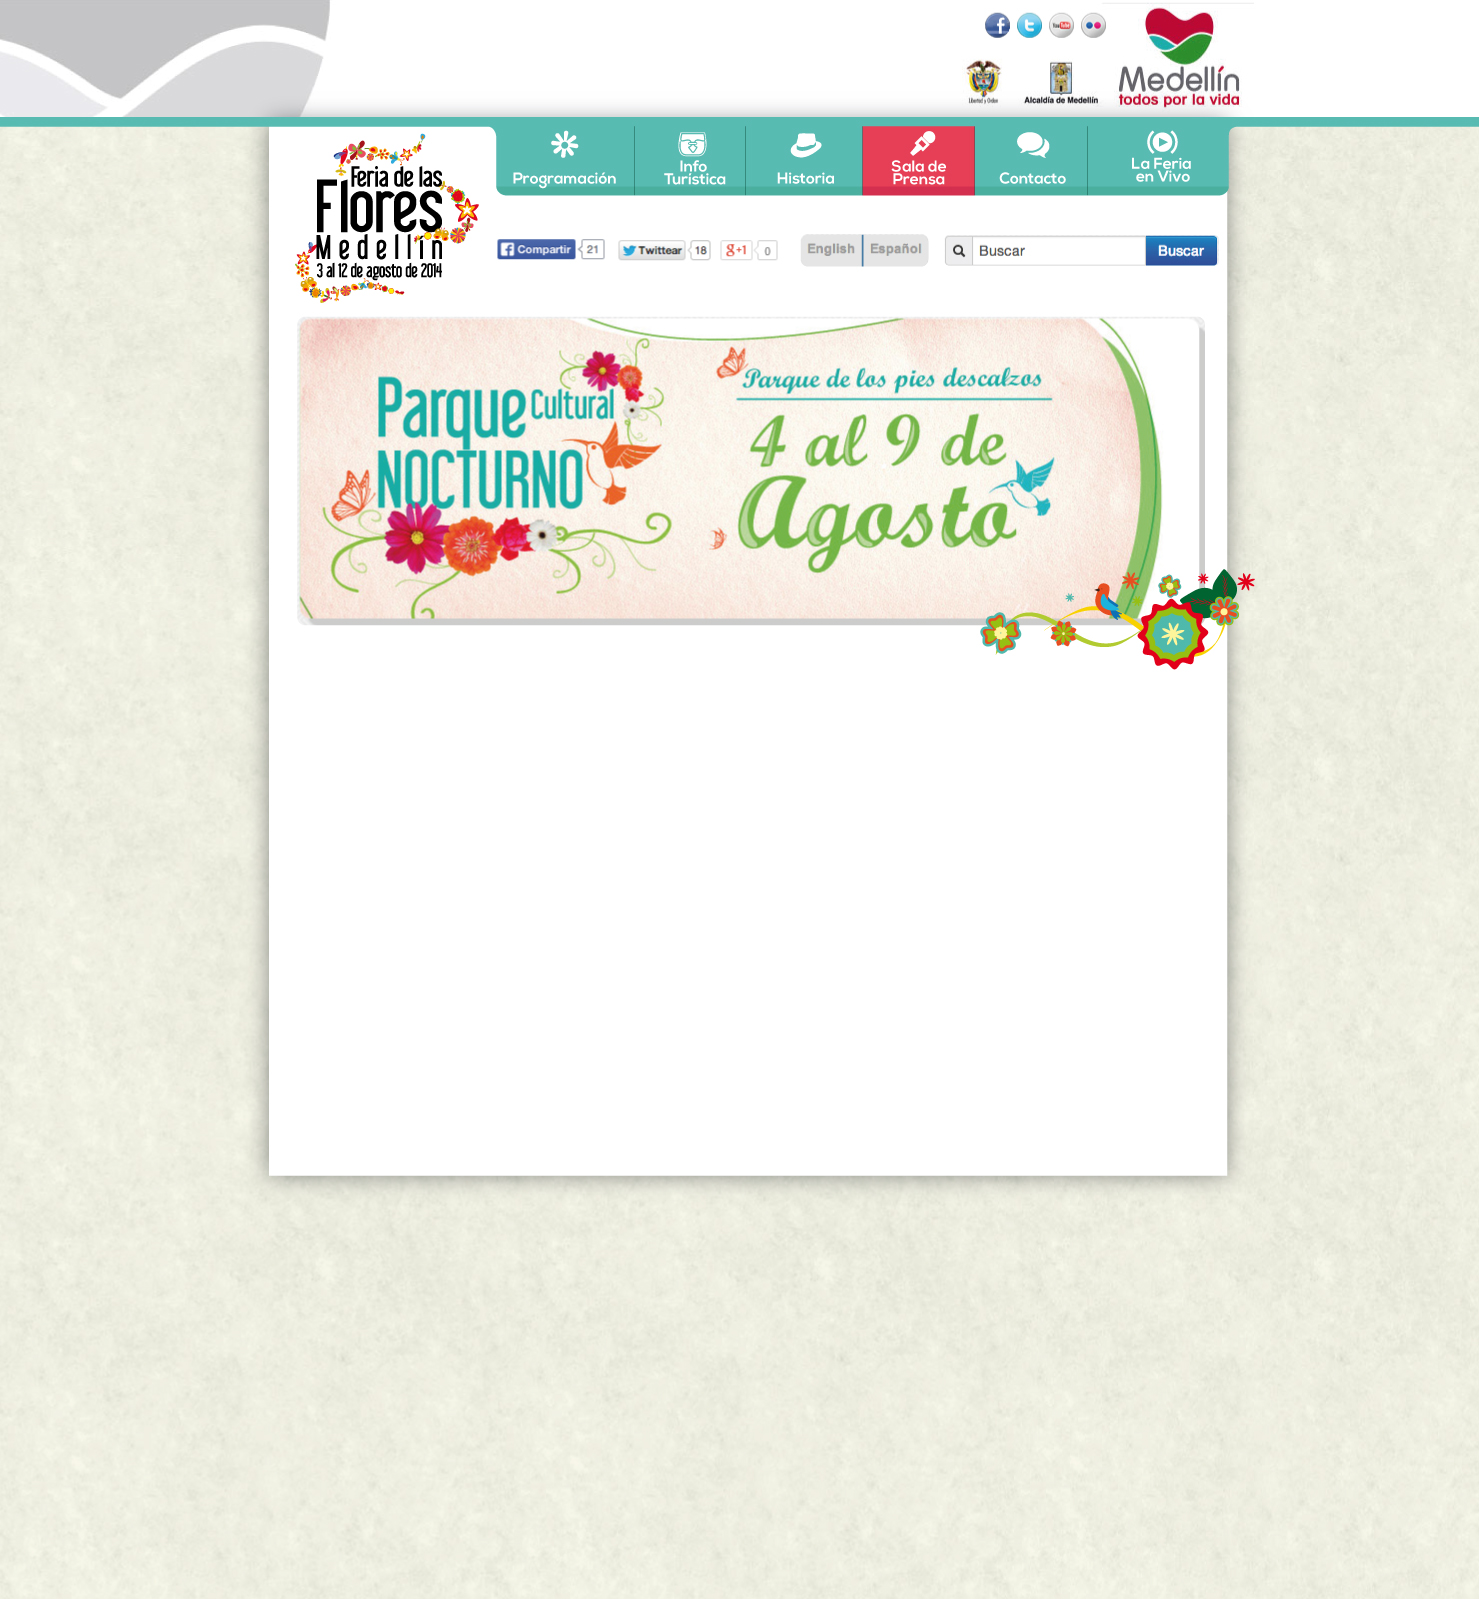 You Tube
Libertad y Orden
Alcaldía de Medellín
Medellín
todos por la vida
Feria de las
Flores
Medellín
3 al 12 de agosto de 2014
Programación
Info
Turística
Historia
Sala de
Prensa
Contacto
La Feria
en Vivo
Compartir 21
Twittear 18
g+1 0
English Español
Buscar Buscar
Parque Cultural
NOCTURNO
Parque de los pies descalzos
4 al 9 de
Agosto